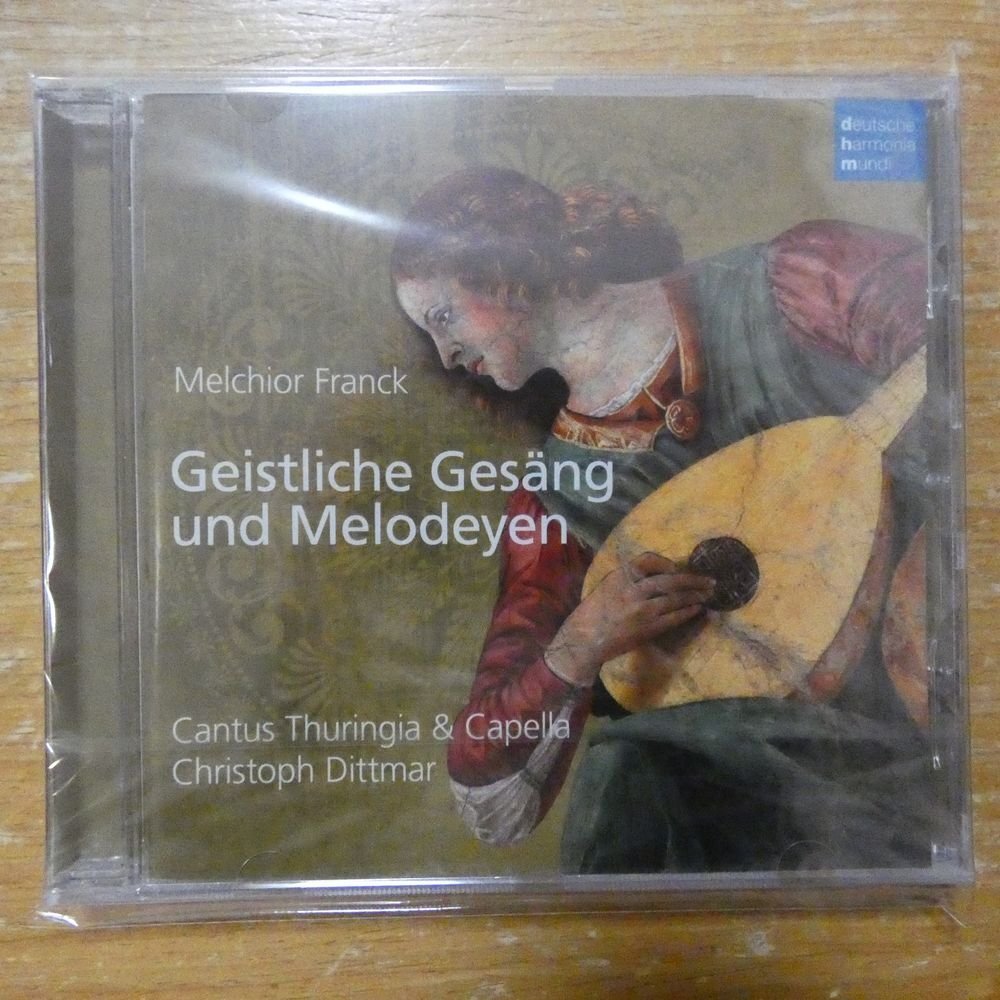 deutsche
harmonia
mundi
Melchior Franck
Geistliche Gesäng
und Melodeyen
Cantus Thuringia & Capella
Christoph Dittmar